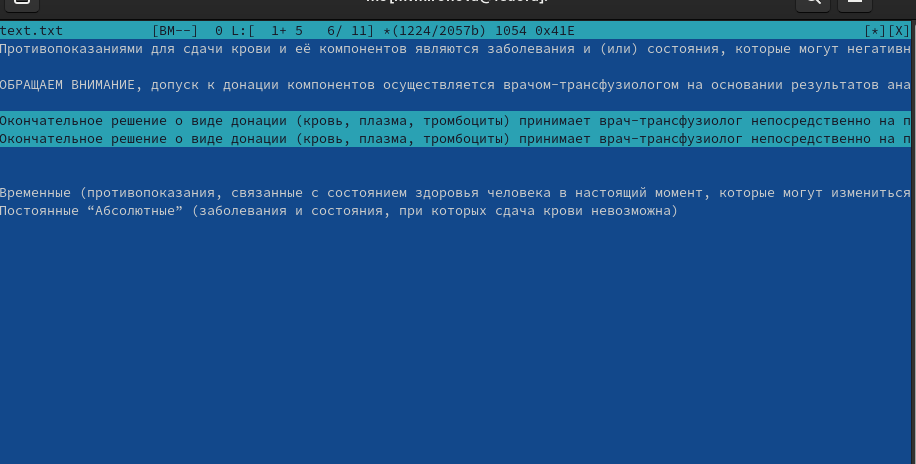 text.txt [BM--] 0 L:[ 1+ 5 6/ 11] *(1224/2057b) 1054 0x41E [*][X]
Противопоказаниями для сдачи крови и её компонентов являются заболевания и (или) состояния, которые могут негативн
ОБРАЩАЕМ ВНИМАНИЕ, допуск к донации компонентов осуществляется врачом-трансфузиологом на основании результатов ана
Окончательное решение о виде донации (кровь, плазма, тромбоциты) принимает врач-трансфузиолог непосредственно на п
Окончательное решение о виде донации (кровь, плазма, тромбоциты) принимает врач-трансфузиолог непосредственно на п
Временные (противопоказания, связанные с состоянием здоровья человека в настоящий момент, которые могут измениться
Постоянные “Абсолютные” (заболевания и состояния, при которых сдача крови невозможна)